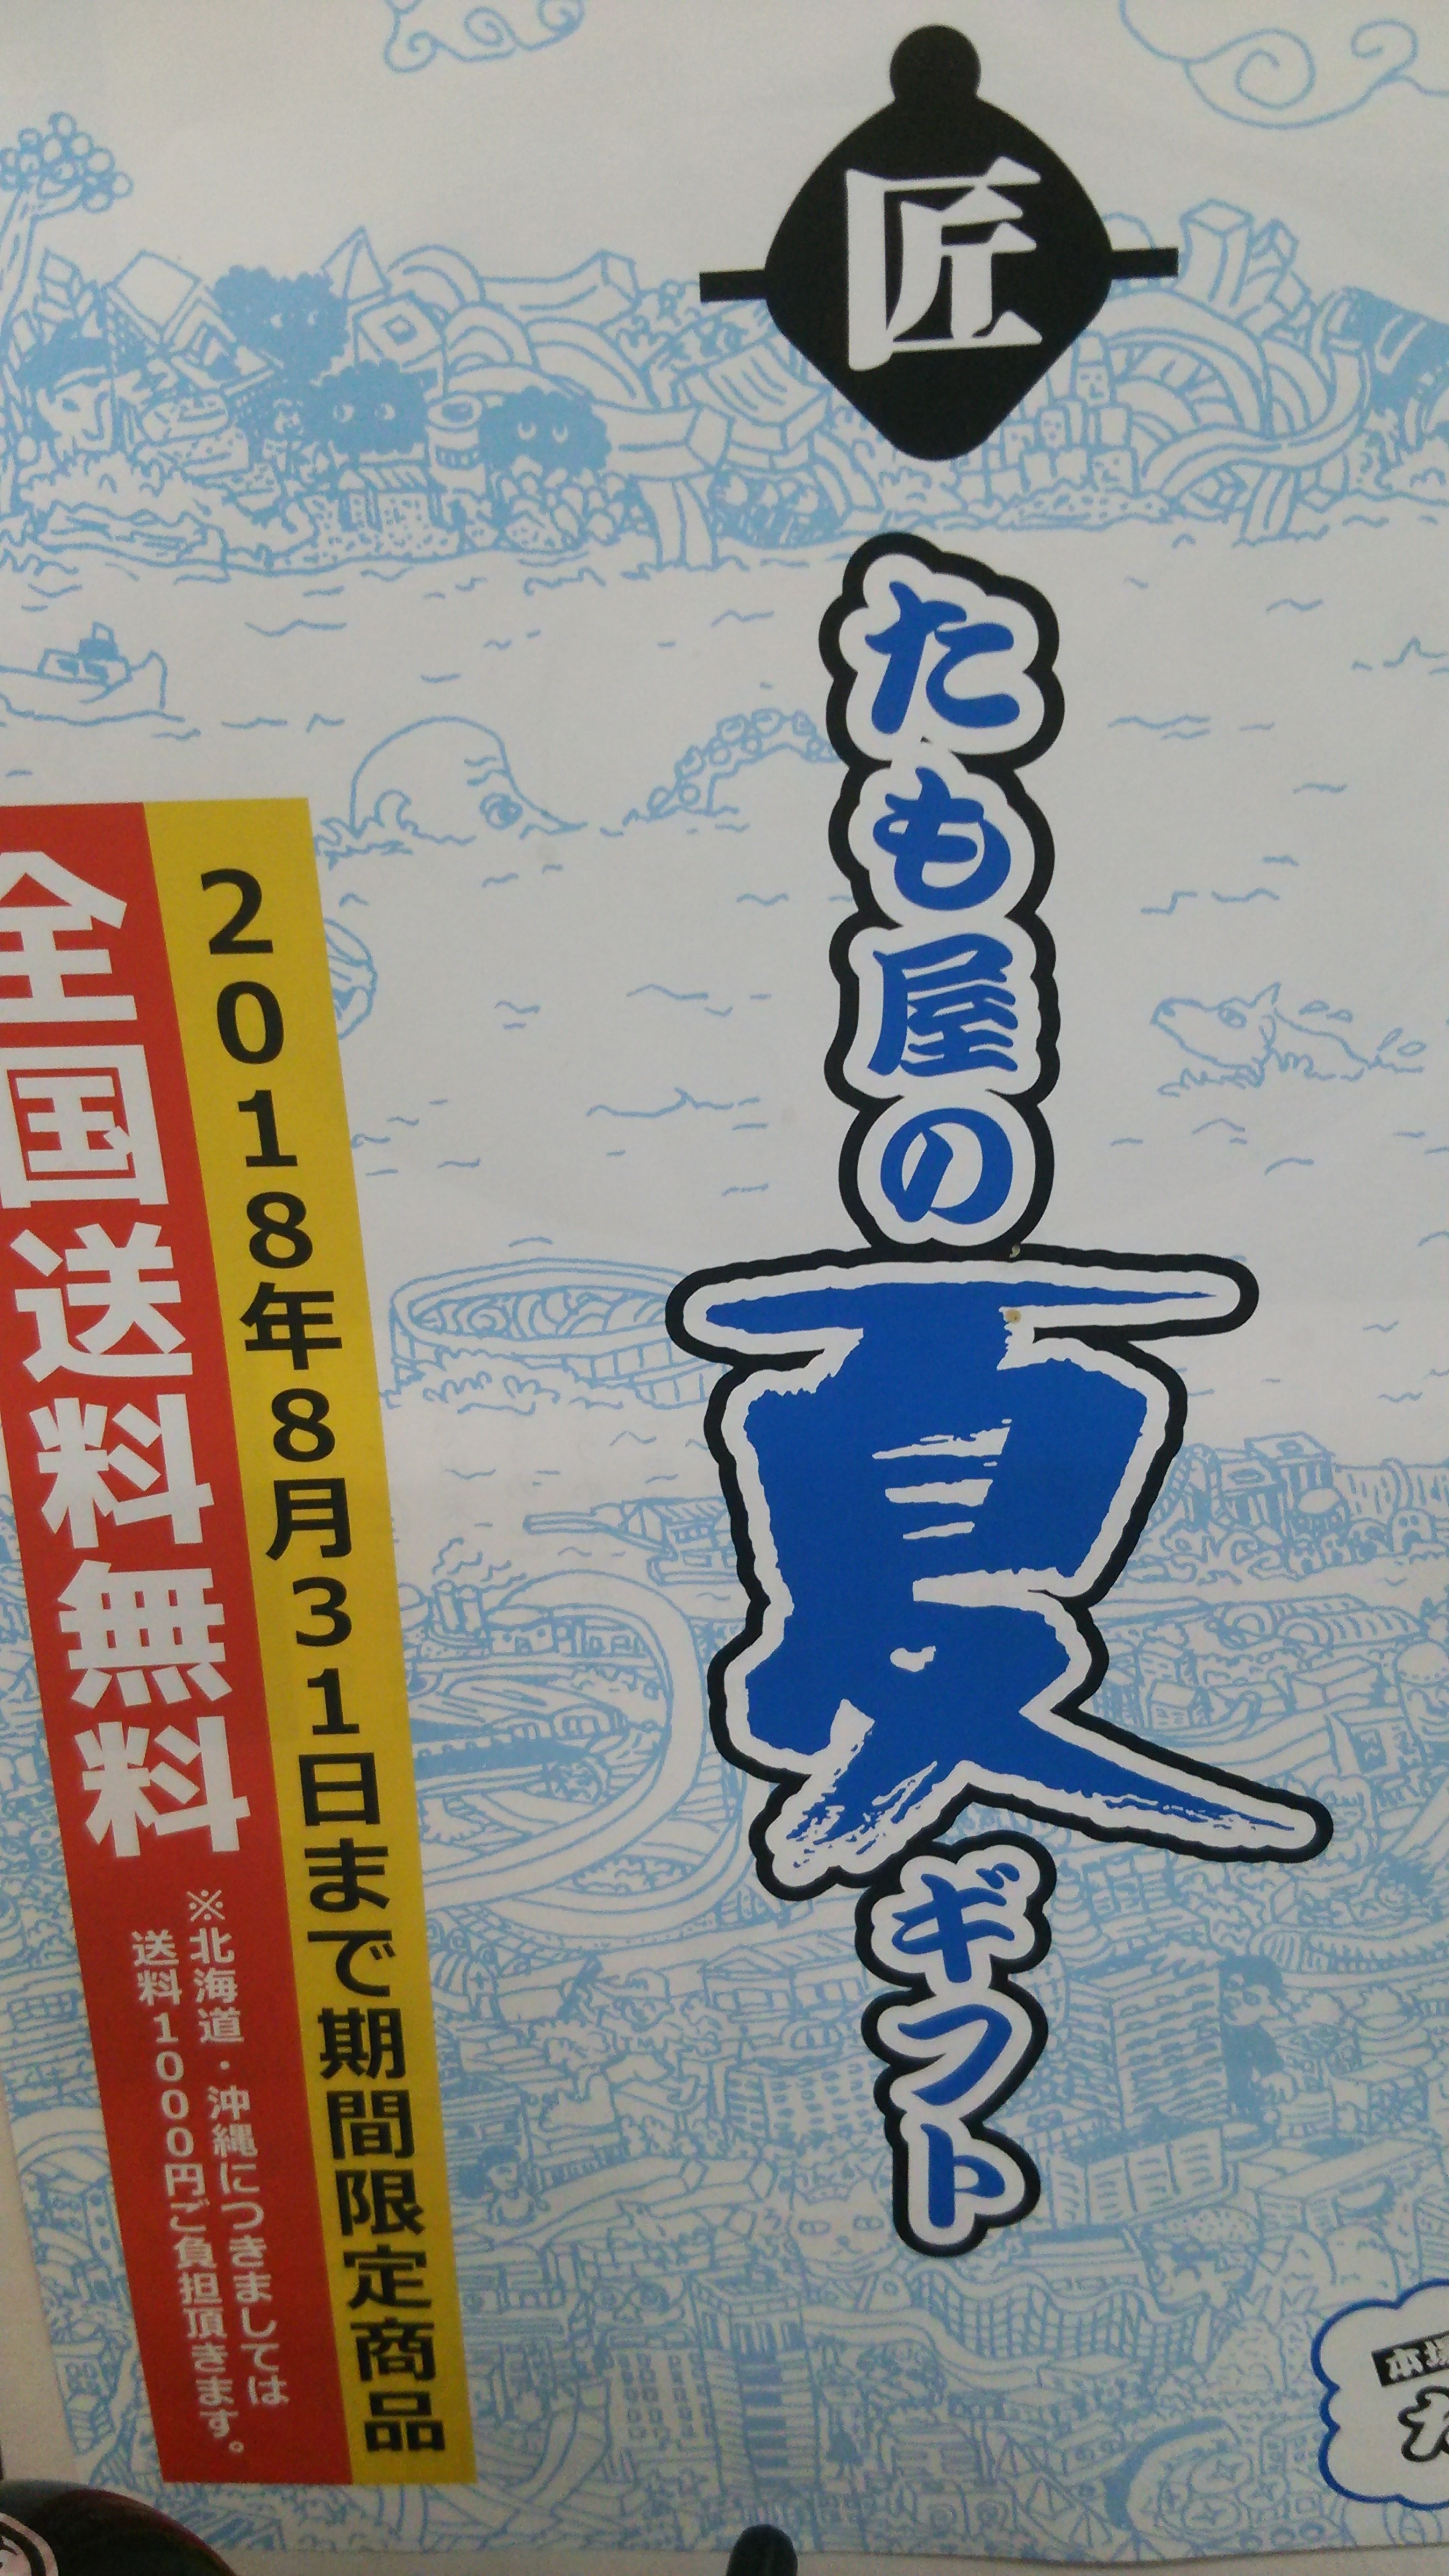 匠
たも屋の夏ギフト
2018年8月31日まで期間限定商品
全国送料無料
※北海道・沖縄につきましては
送料1000円ご負担頂きます。
本場